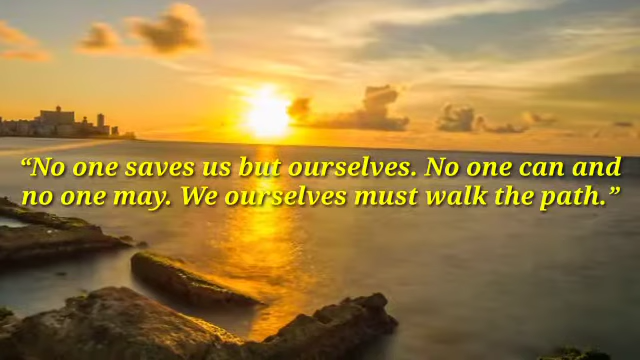 “No one saves us but ourselves. No one can and
no one may. We ourselves must walk the path.”